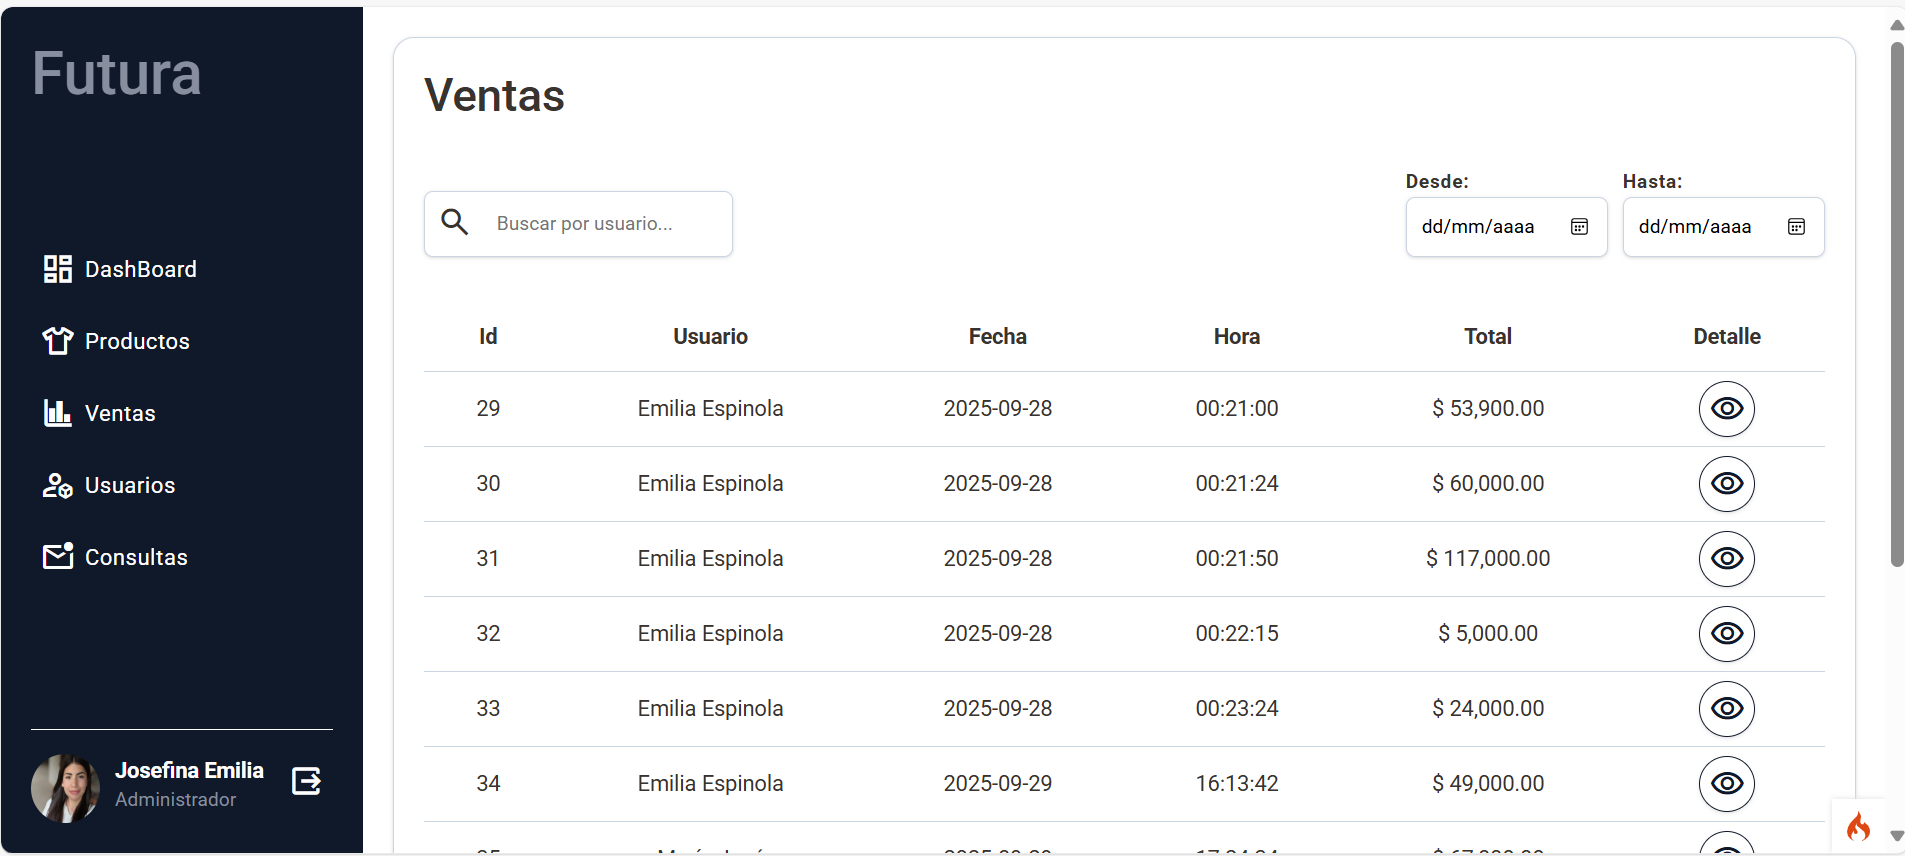 Futura
DashBoard
Productos
Ventas
Usuarios
Consultas
Josefina Emilia
Administrador
Ventas
Buscar por usuario...
Desde: Hasta:
dd/mm/aaaa dd/mm/aaaa
Id Usuario Fecha Hora Total Detalle
29 Emilia Espinola 2025-09-28 00:21:00 $ 53,900.00
30 Emilia Espinola 2025-09-28 00:21:24 $ 60,000.00
31 Emilia Espinola 2025-09-28 00:21:50 $ 117,000.00
32 Emilia Espinola 2025-09-28 00:22:15 $ 5,000.00
33 Emilia Espinola 2025-09-28 00:23:24 $ 24,000.00
34 Emilia Espinola 2025-09-29 16:13:42 $ 49,000.00